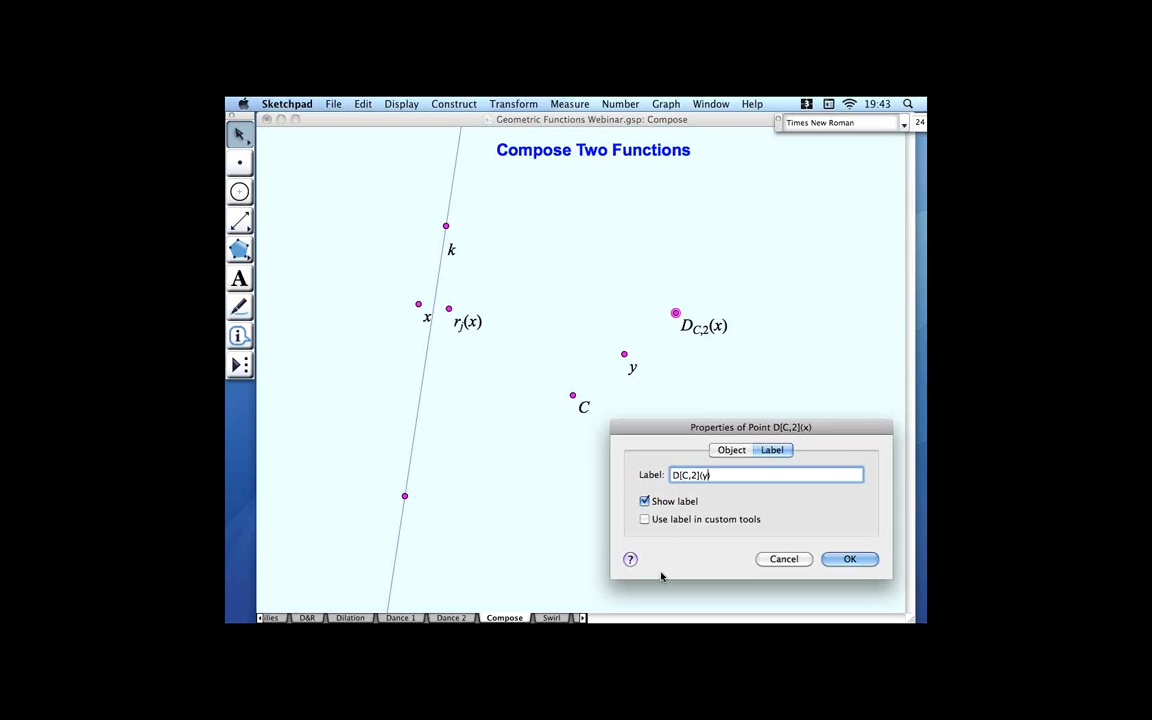 Sketchpad File Edit Display Construct Transform Measure Number Graph Window Help 3 19:43
Geometric Functions Webinar.gsp: Compose
Times New Roman 24
Compose Two Functions
k
x
rj(x)
DC,2(x)
y
C
A
Properties of Point D[C,2](x)
Object Label
Label: D[C,2](y)
Show label
Use label in custom tools
? Cancel OK
ilies D&R Dilation Dance 1 Dance 2 Compose Swirl